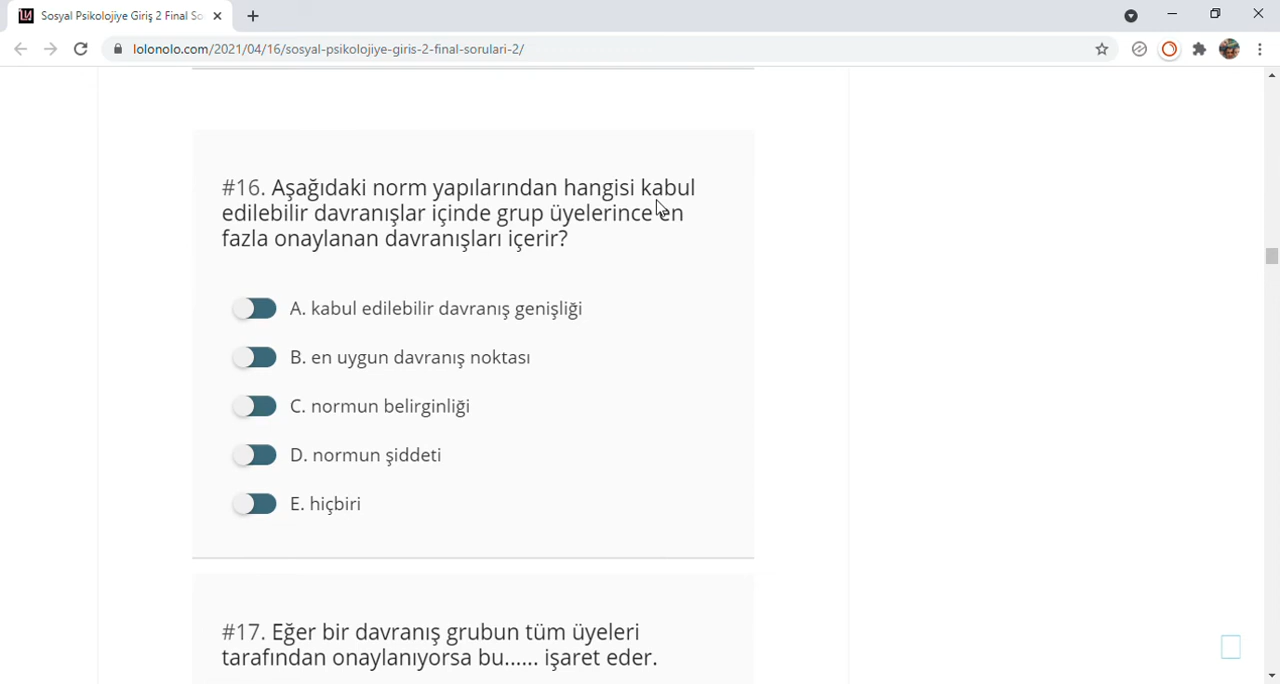 Sosyal Psikolojiye Giriş 2 Final So
lolonolo.com/2021/04/16/sosyal-psikolojiye-giris-2-final-sorulari-2/
#16. Aşağıdaki norm yapılarından hangisi kabul
edilebilir davranışlar içinde grup üyelerince en
fazla onaylanan davranışları içerir?
A. kabul edilebilir davranış genişliği
B. en uygun davranış noktası
C. normun belirginliği
D. normun şiddeti
E. hiçbiri
#17. Eğer bir davranış grubun tüm üyeleri
tarafından onaylanıyorsa bu...... işaret eder.